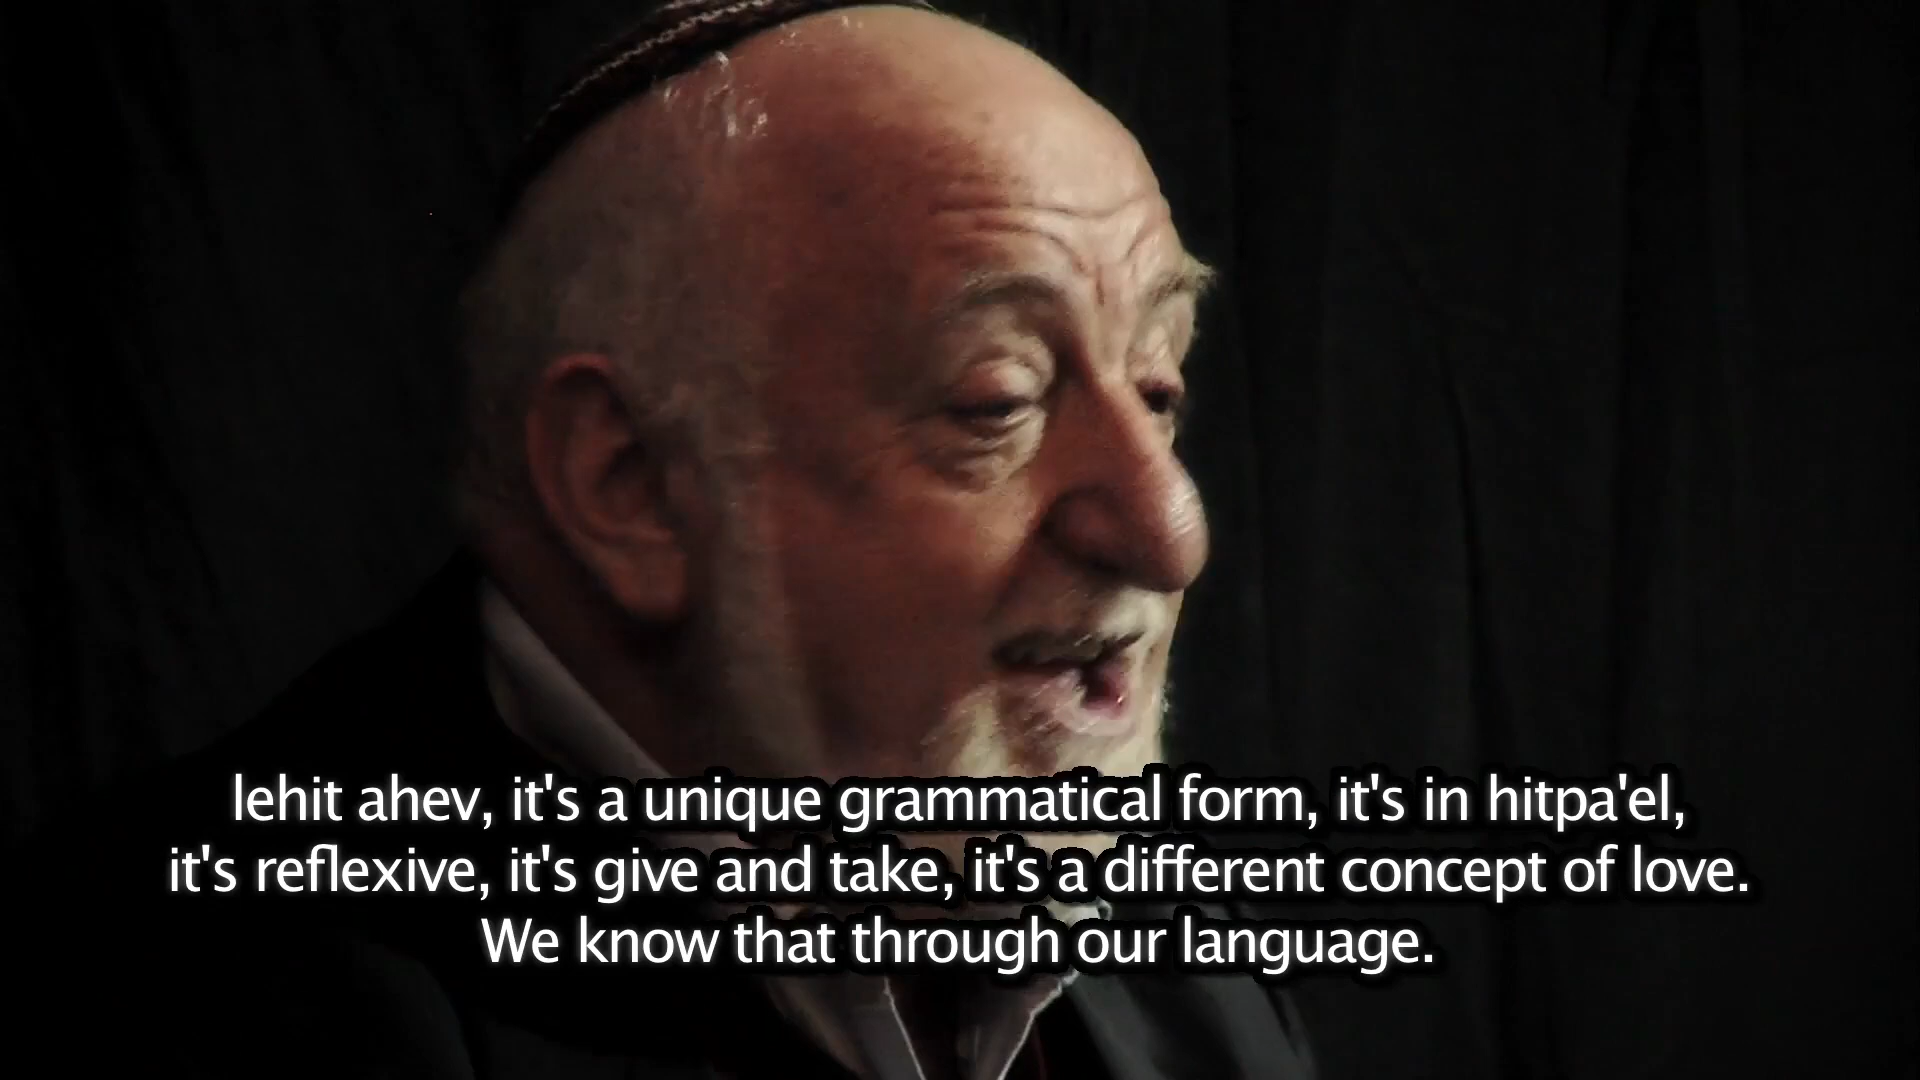 lehit ahev, it's a unique grammatical form, it's in hitpa'el,
it's reflexive, it's give and take, it's a different concept of love.
We know that through our language.